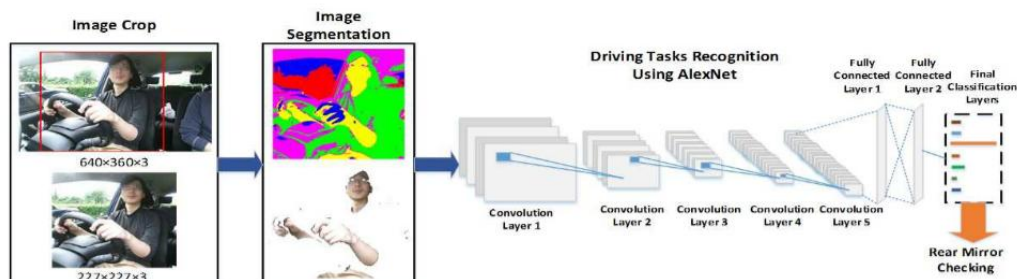 Image Crop
640×360×3
227×227×3
Image
Segmentation
Driving Tasks Recognition
Using AlexNet
Convolution
Layer 1
Convolution
Layer 2
Convolution
Layer 3
Convolution
Layer 4
Convolution
Layer 5
Fully
Connected
Layer 1
Fully
Connected
Layer 2
Final
Classification
Layers
Rear Mirror
Checking